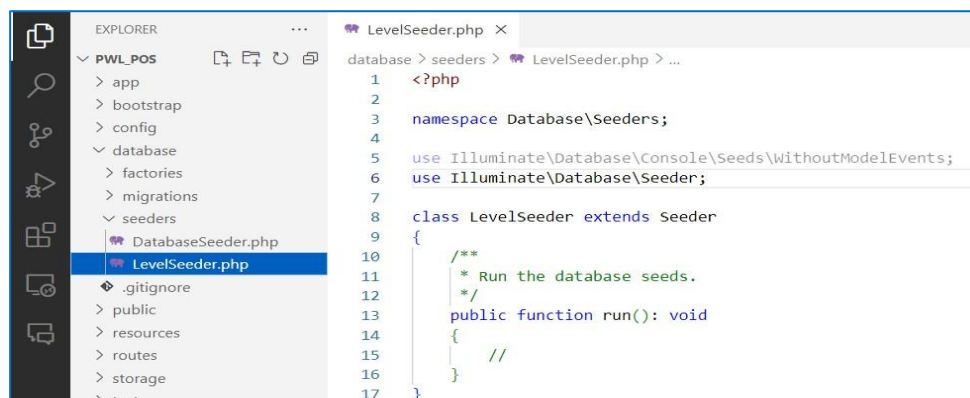 EXPLORER
...
PWL_POS
app
bootstrap
config
database
factories
migrations
seeders
DatabaseSeeder.php
LevelSeeder.php
.gitignore
public
resources
routes
storage
LevelSeeder.php
database > seeders > LevelSeeder.php > ...
1 <?php
2
3 namespace Database\Seeders;
4
5 use Illuminate\Database\Console\Seeds\WithoutModelEvents;
6 use Illuminate\Database\Seeder;
7
8 class LevelSeeder extends Seeder
9 {
10 /**
11 * Run the database seeds.
12 */
13 public function run(): void
14 {
15 //
16 }
17 }